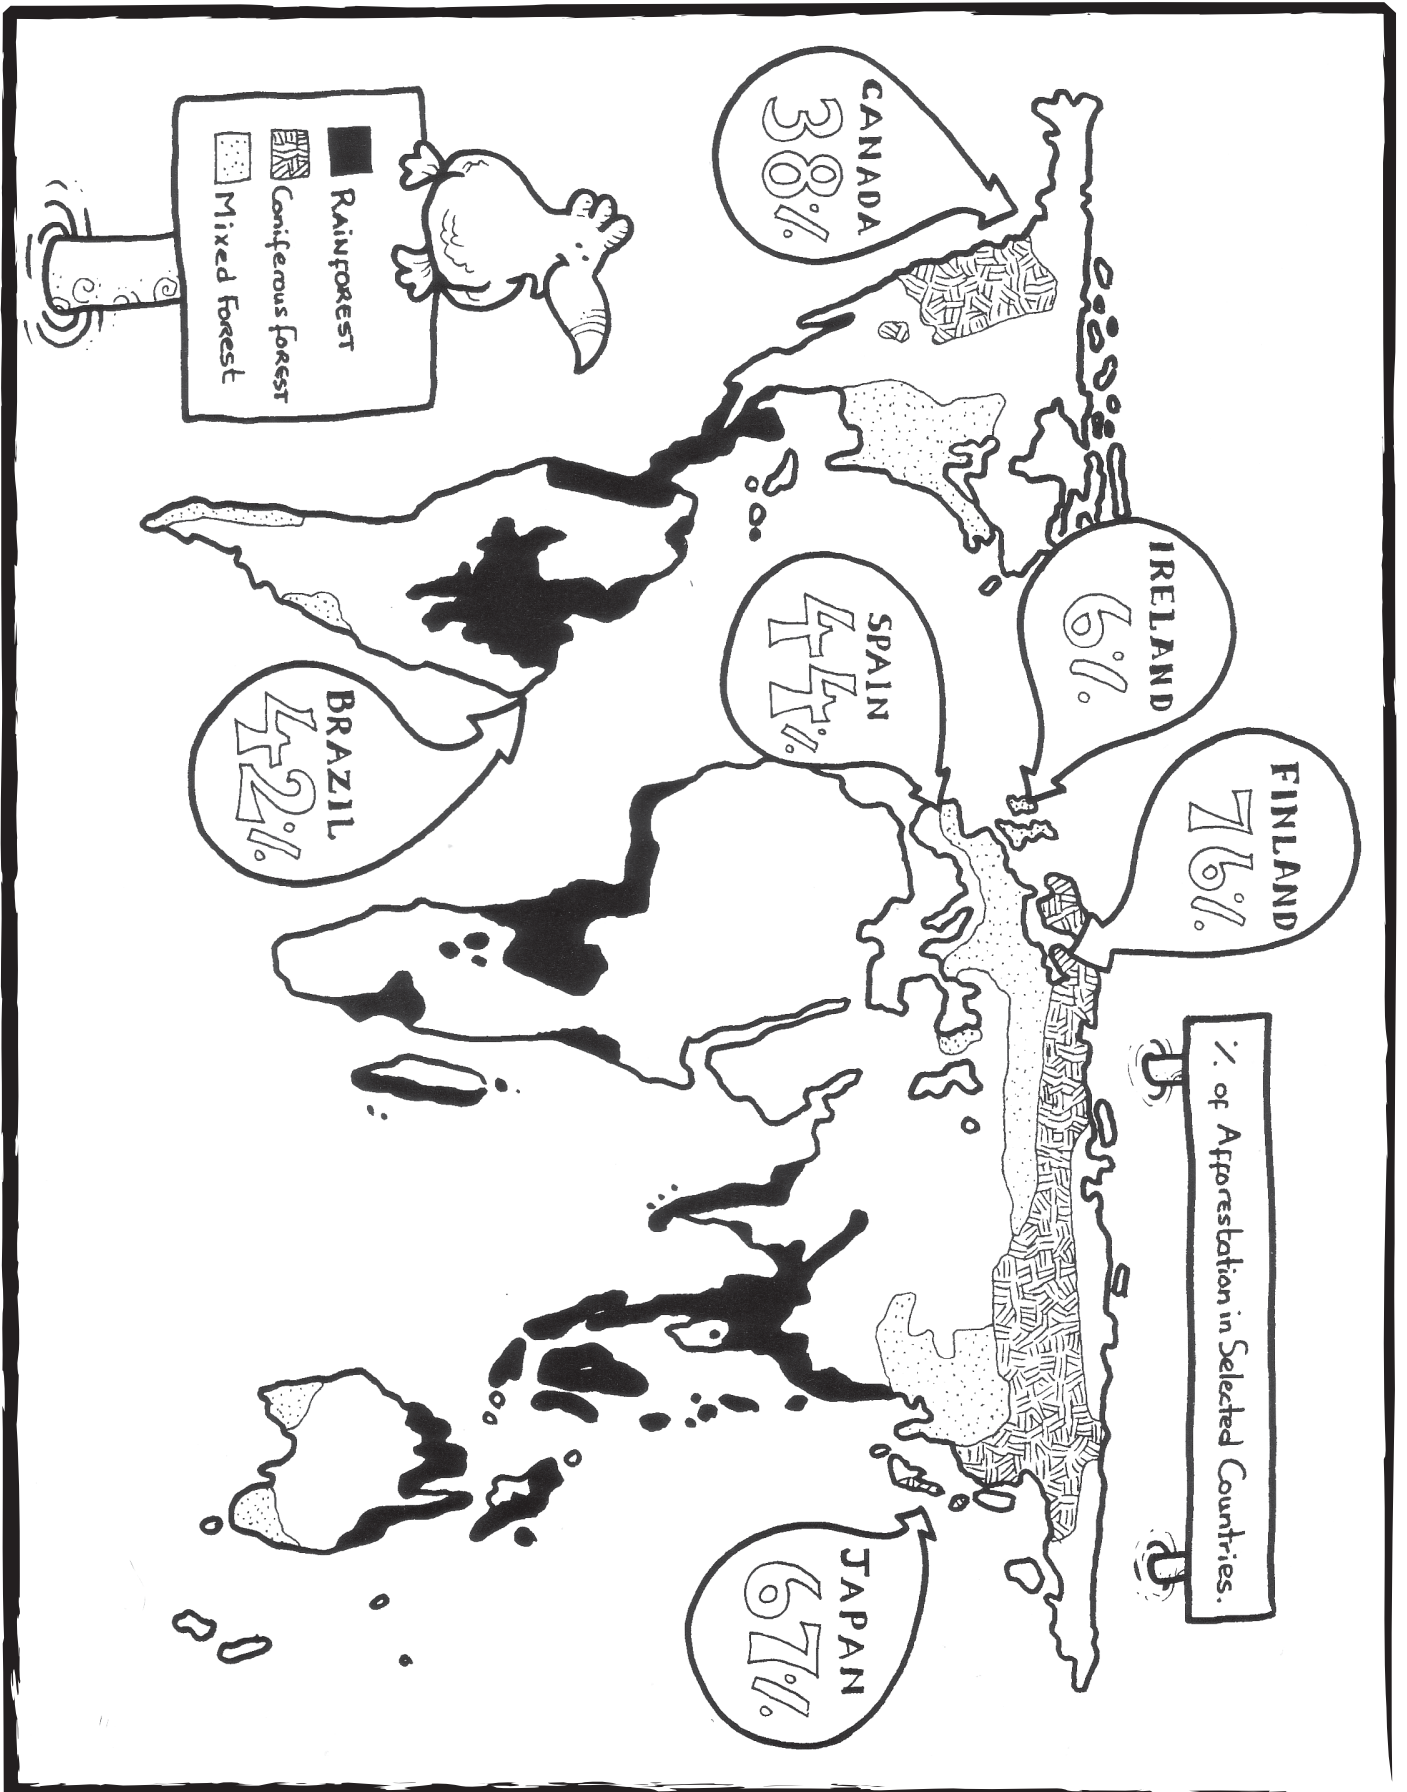 % of Afforestation in Selected Countries.
FINLAND
76%
IRELAND
6%
CANADA
38%
SPAIN
44%
JAPAN
67%
BRAZIL
42%
RAINFOREST
Coniferous forest
Mixed Forest